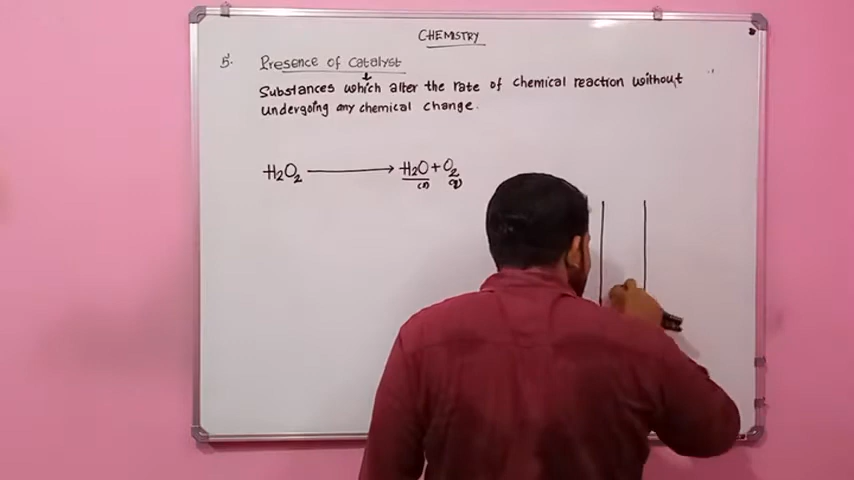 CHEMISTRY
5. Presence of catalyst
Substances which alter the rate of chemical reaction without
undergoing any chemical change.
H₂O₂ ⟶ H₂O + O₂
(l) (g)